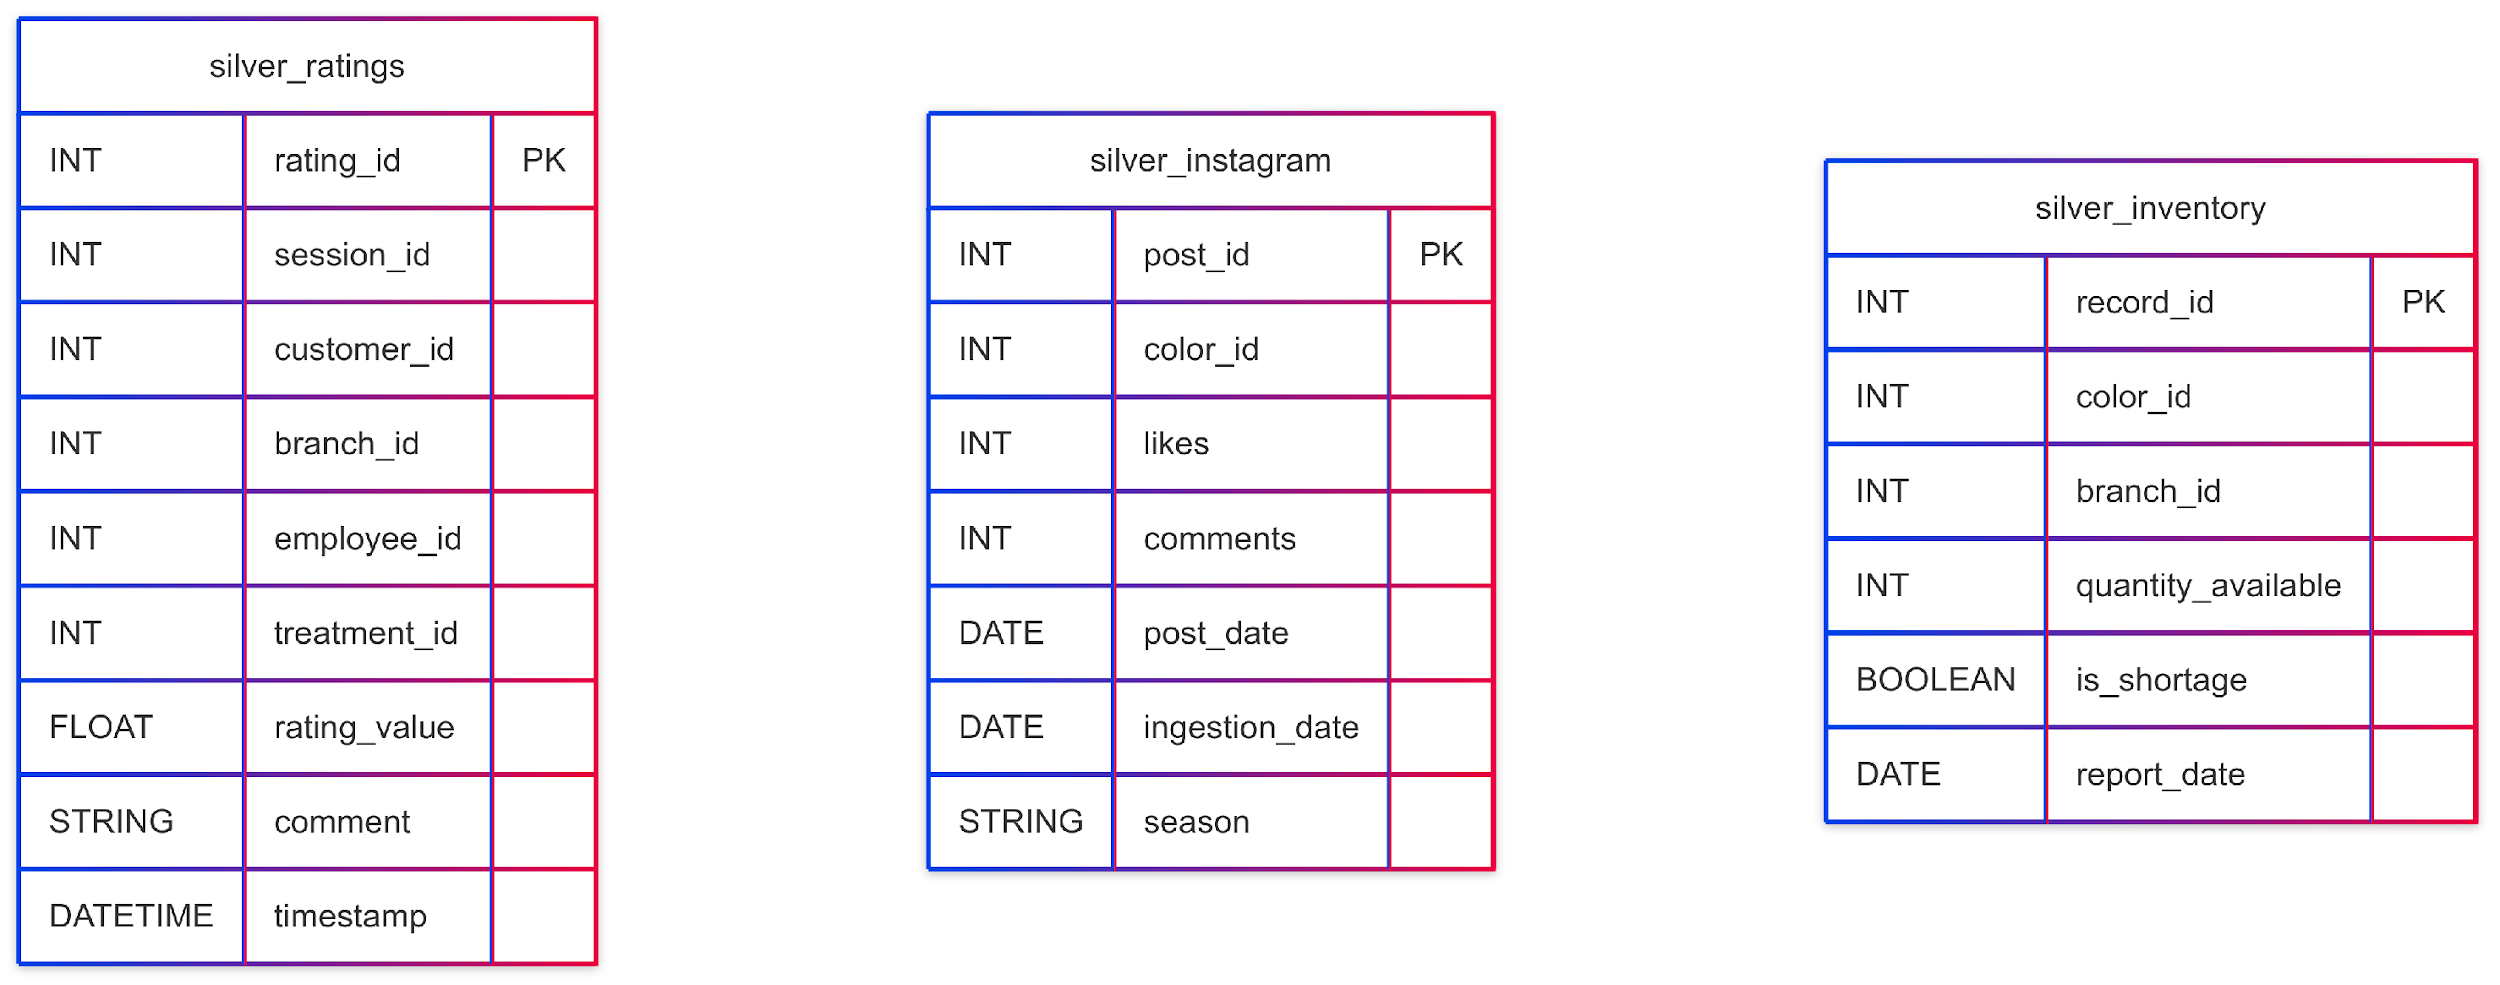 silver_ratings
INT rating_id PK
INT session_id
INT customer_id
INT branch_id
INT employee_id
INT treatment_id
FLOAT rating_value
STRING comment
DATETIME timestamp
silver_instagram
INT post_id PK
INT color_id
INT likes
INT comments
DATE post_date
DATE ingestion_date
STRING season
silver_inventory
INT record_id PK
INT color_id
INT branch_id
INT quantity_available
BOOLEAN is_shortage
DATE report_date